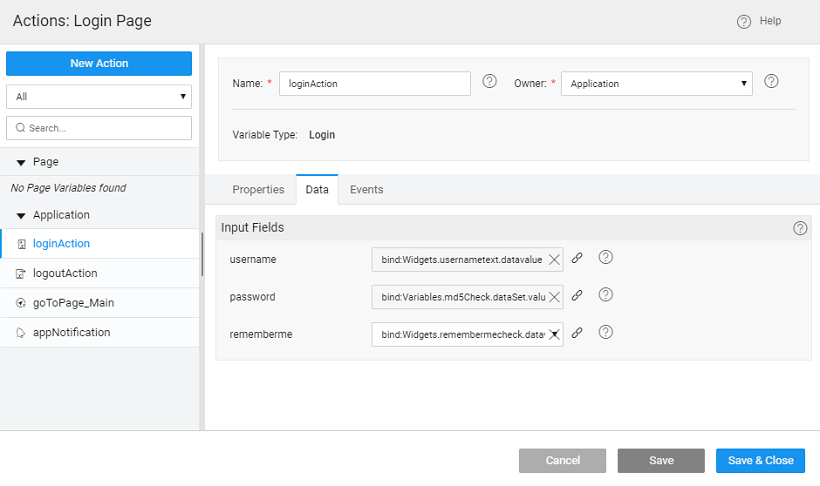 Actions: Login Page
Help
New Action
All
Search...
Page
No Page Variables found
Application
loginAction
logoutAction
goToPage_Main
appNotification
Name: * loginAction
Owner: * Application
Variable Type: Login
Properties Data Events
Input Fields
username bind:Widgets.usernametext.datavalue
password bind:Variables.md5Check.dataSet.valu
rememberme bind:Widgets.remembermecheck.datav
Cancel Save Save & Close